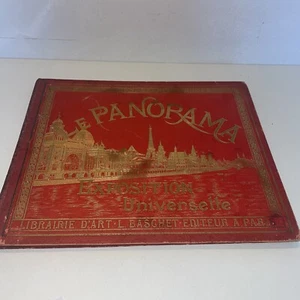 LE PANORAMA
EXPOSITION
Universelle
LIBRAIRIE D'ART-L. BASCHET-EDITEUR A PARIS